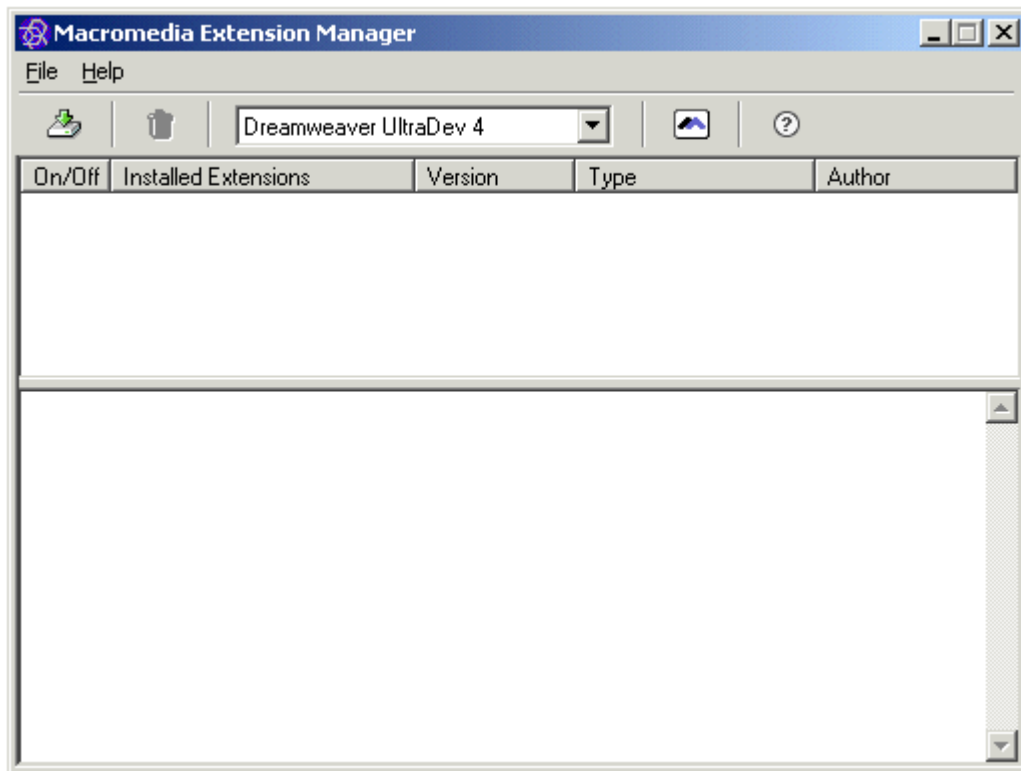 Macromedia Extension Manager
File Help
Dreamweaver UltraDev 4
On/Off Installed Extensions Version Type Author